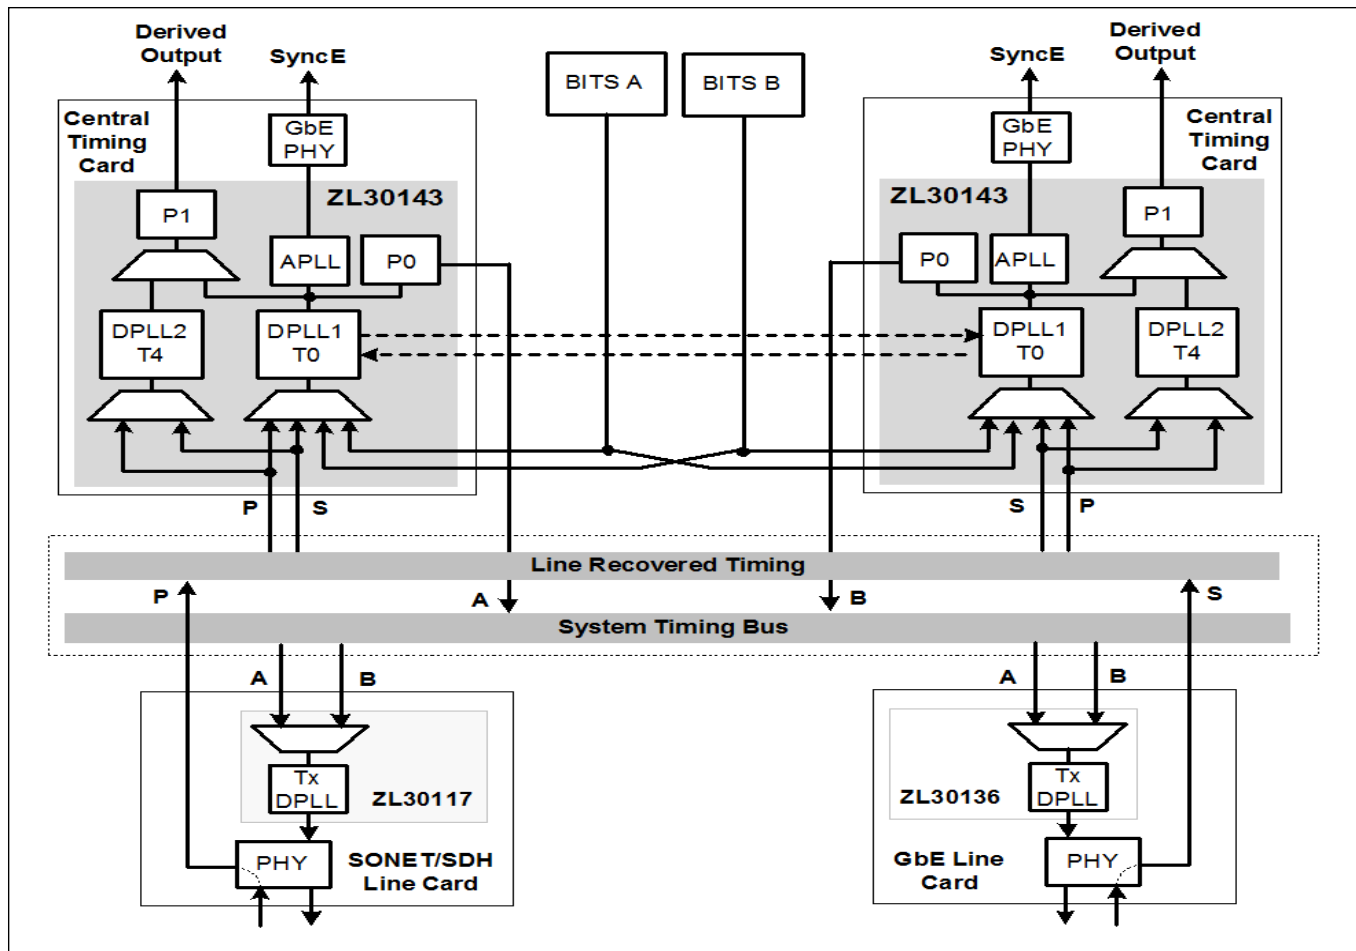 Derived
Output
SyncE
BITS A
BITS B
SyncE
Derived
Output
Central
Timing
Card
GbE
PHY
GbE
PHY
Central
Timing
Card
ZL30143
P1
APLL
P0
ZL30143
P0
APLL
P1
DPLL2
T4
DPLL1
T0
DPLL1
T0
DPLL2
T4
P
S
S
P
Line Recovered Timing
P
A
B
S
System Timing Bus
A
B
A
B
Tx
DPLL
ZL30117
Tx
DPLL
ZL30136
PHY
SONET/SDH
Line Card
GbE Line
Card
PHY